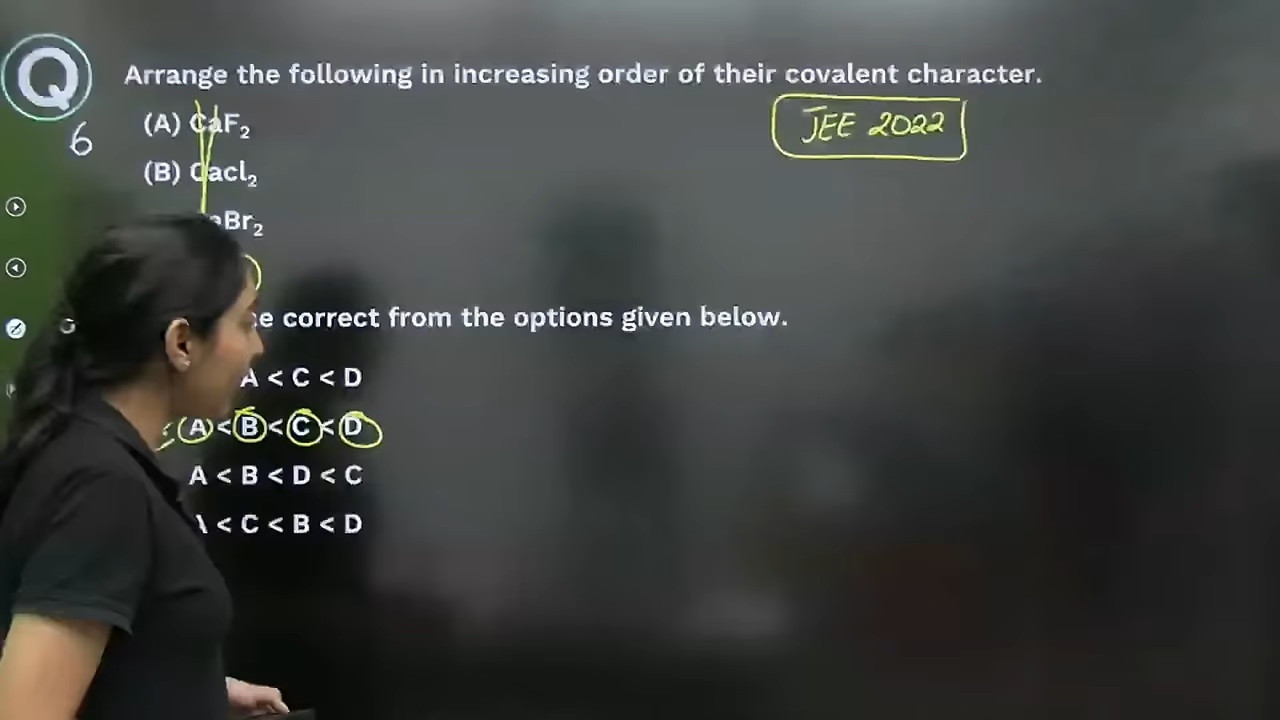 Q Arrange the following in increasing order of their covalent character.
6
(A) CaF₂
JEE 2022
(B) Cacl₂
Br₂
correct from the options given below.
A < C < D
A < B < C < D
A < B < D < C
< C < B < D